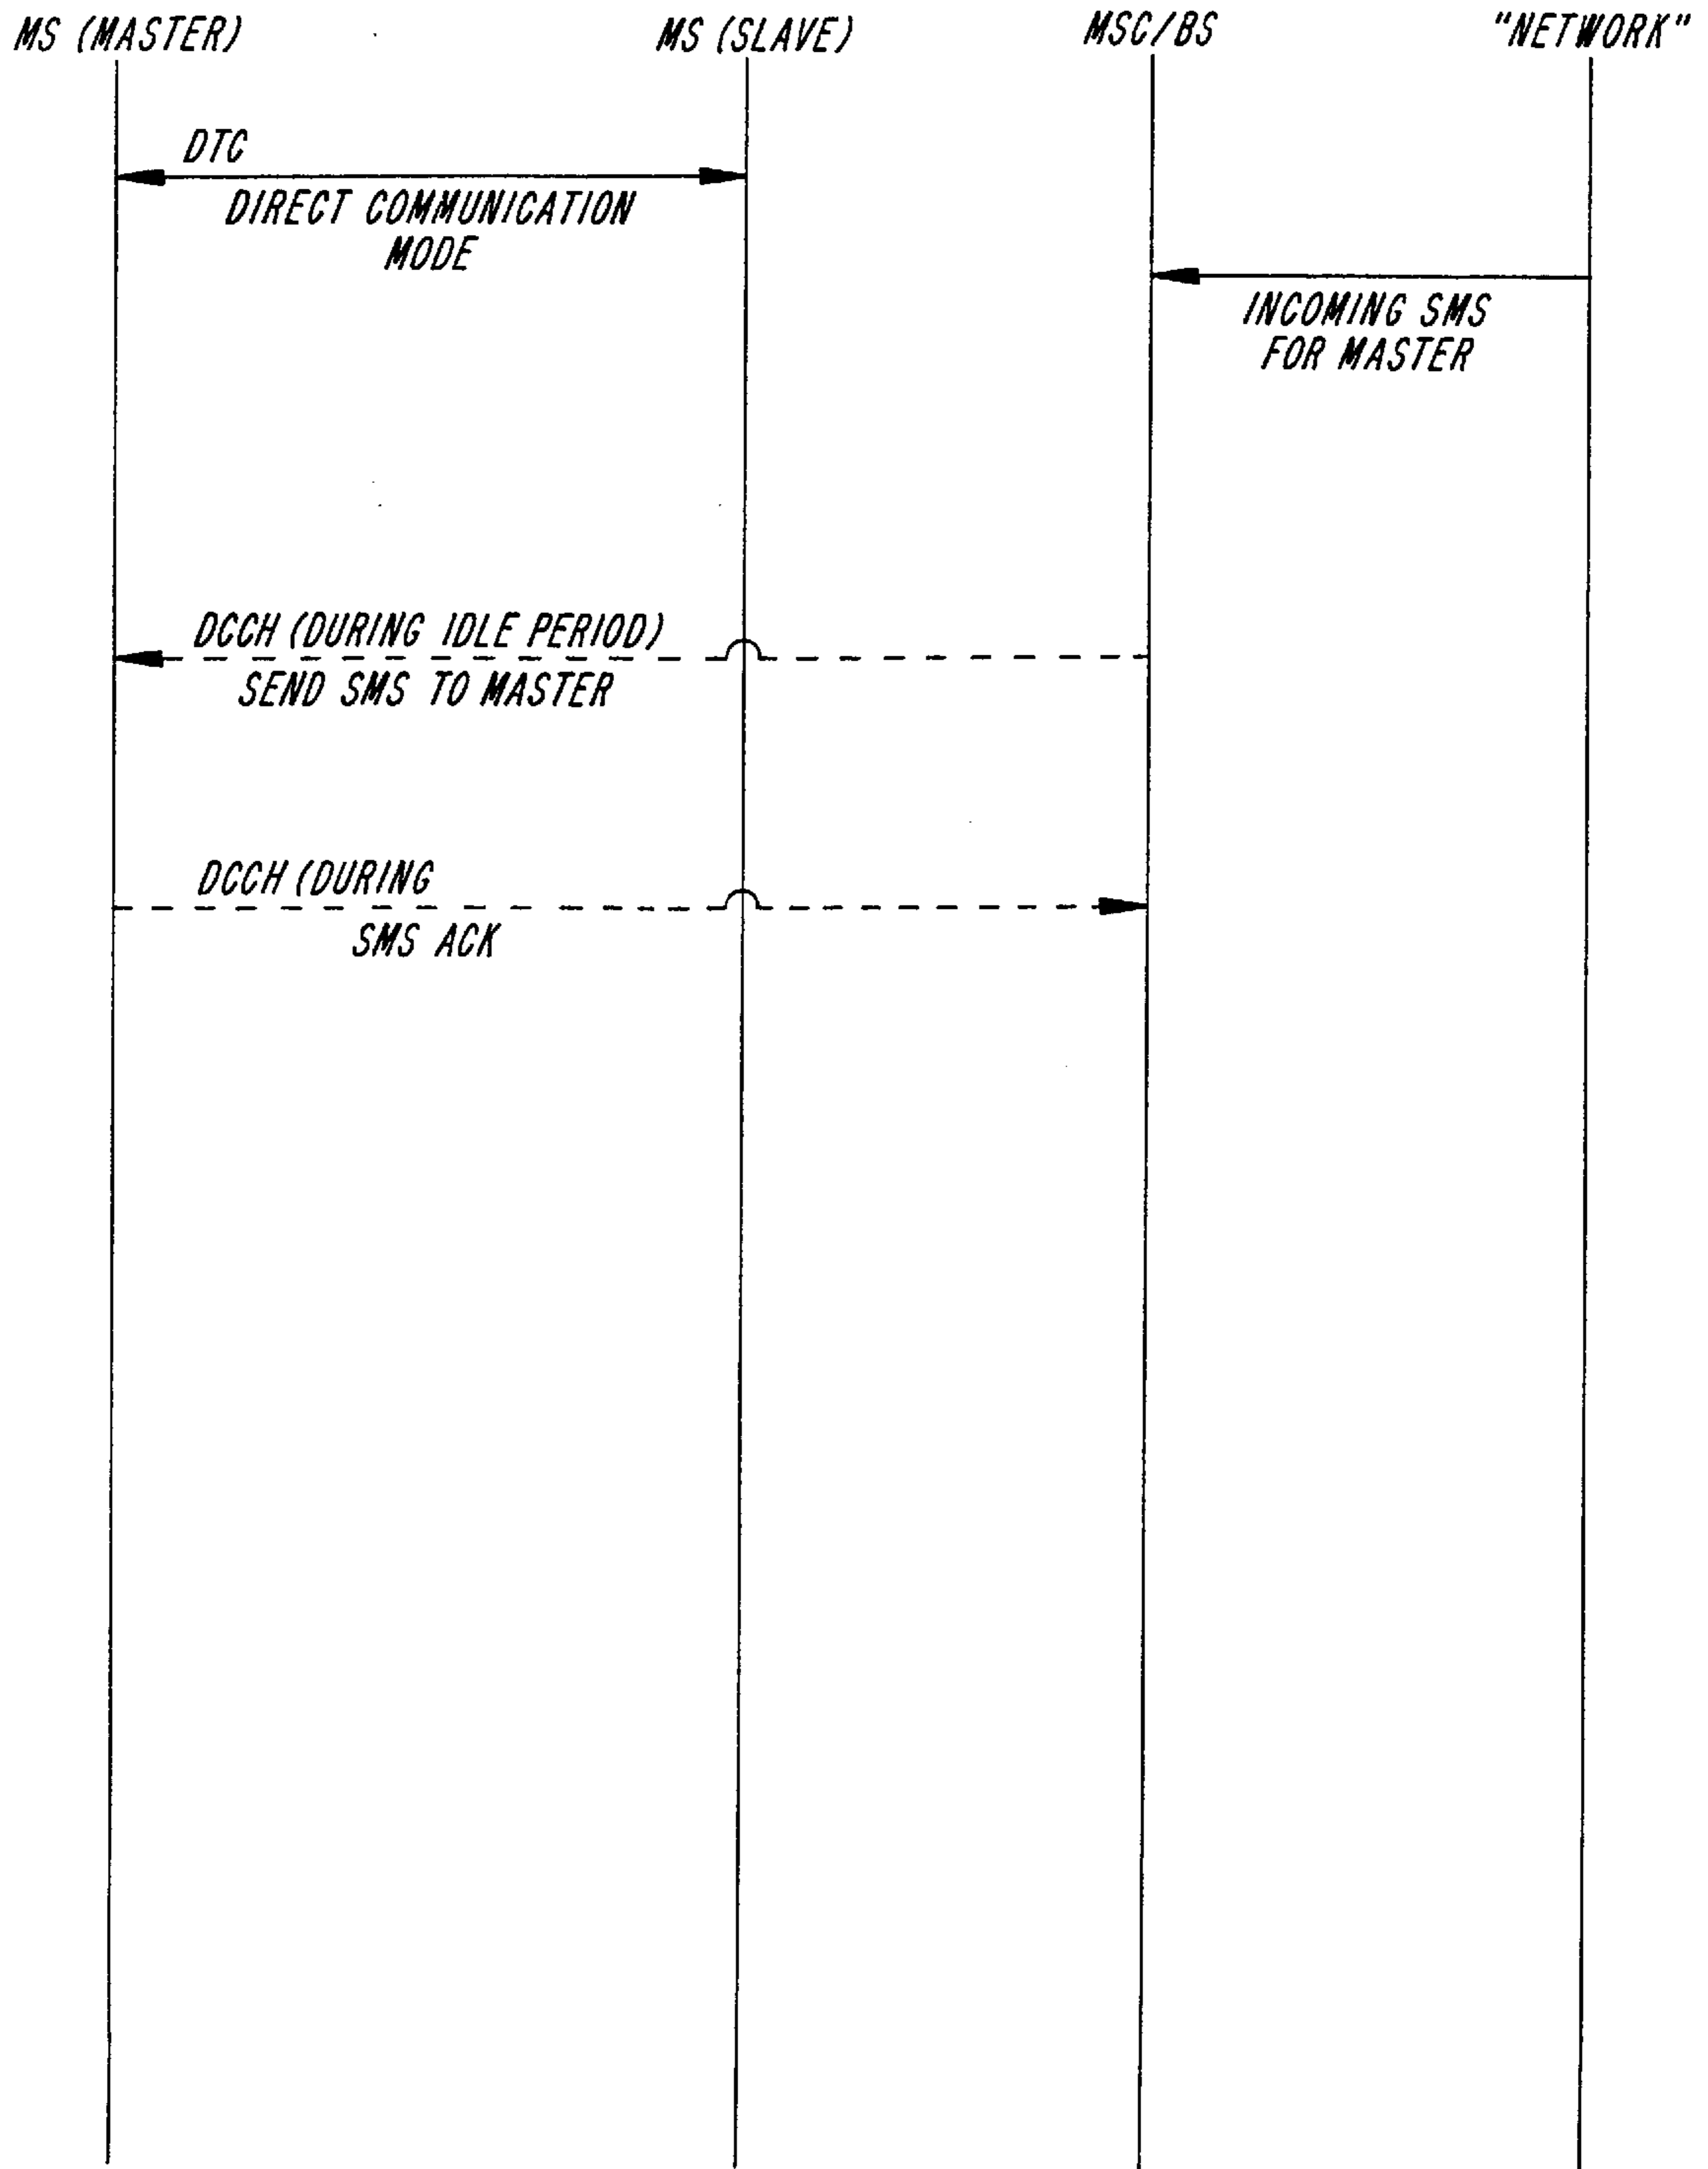 MS (MASTER)
MS (SLAVE)
MSC/BS
"NETWORK"
DTC
DIRECT COMMUNICATION
MODE
INCOMING SMS
FOR MASTER
DCCH (DURING IDLE PERIOD)
SEND SMS TO MASTER
DCCH (DURING
SMS ACK